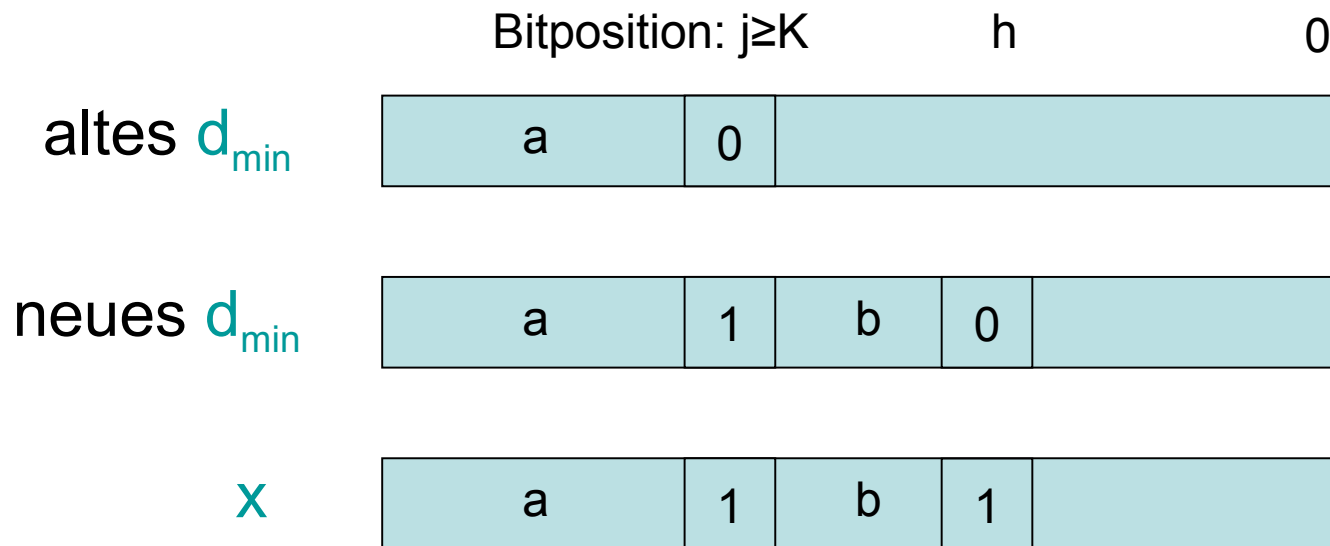 Bitposition: j≥K h 0
altes dmin a 0
neues dmin a 1 b 0
x a 1 b 1